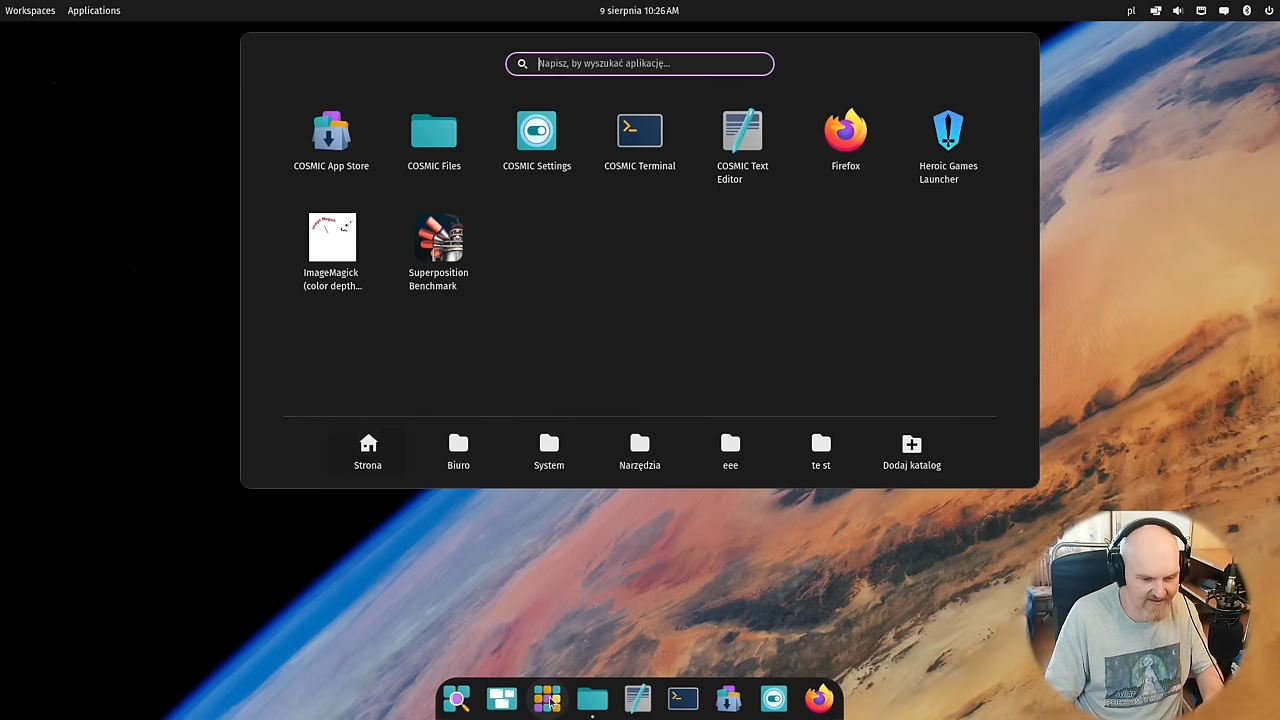 Workspaces Applications
9 sierpnia 10:26 AM
pl
Napisz, by wyszukać aplikację...
COSMIC App Store
COSMIC Files
COSMIC Settings
COSMIC Terminal
COSMIC Text
Editor
Firefox
Heroic Games
Launcher
ImageMagick
(color depth...
Superposition
Benchmark
Strona
Biuro
System
Narzędzia
eee
te st
Dodaj katalog